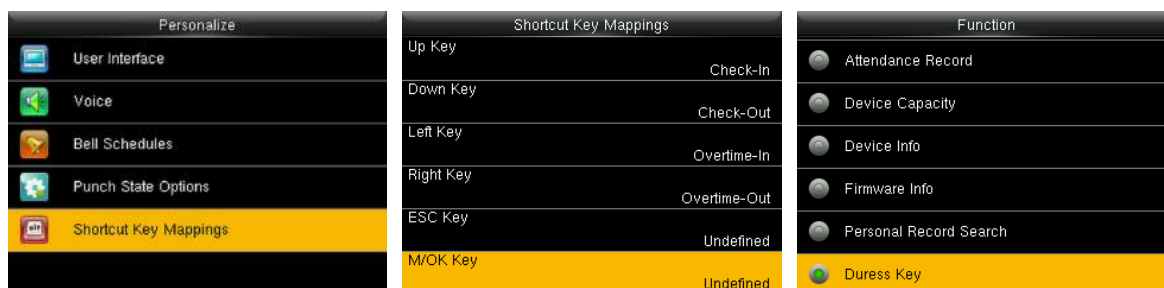 Personalize
User Interface
Voice
Bell Schedules
Punch State Options
Shortcut Key Mappings
Shortcut Key Mappings
Up Key
Check-In
Down Key
Check-Out
Left Key
Overtime-In
Right Key
Overtime-Out
ESC Key
Undefined
M/OK Key
Undefined
Function
Attendance Record
Device Capacity
Device Info
Firmware Info
Personal Record Search
Duress Key